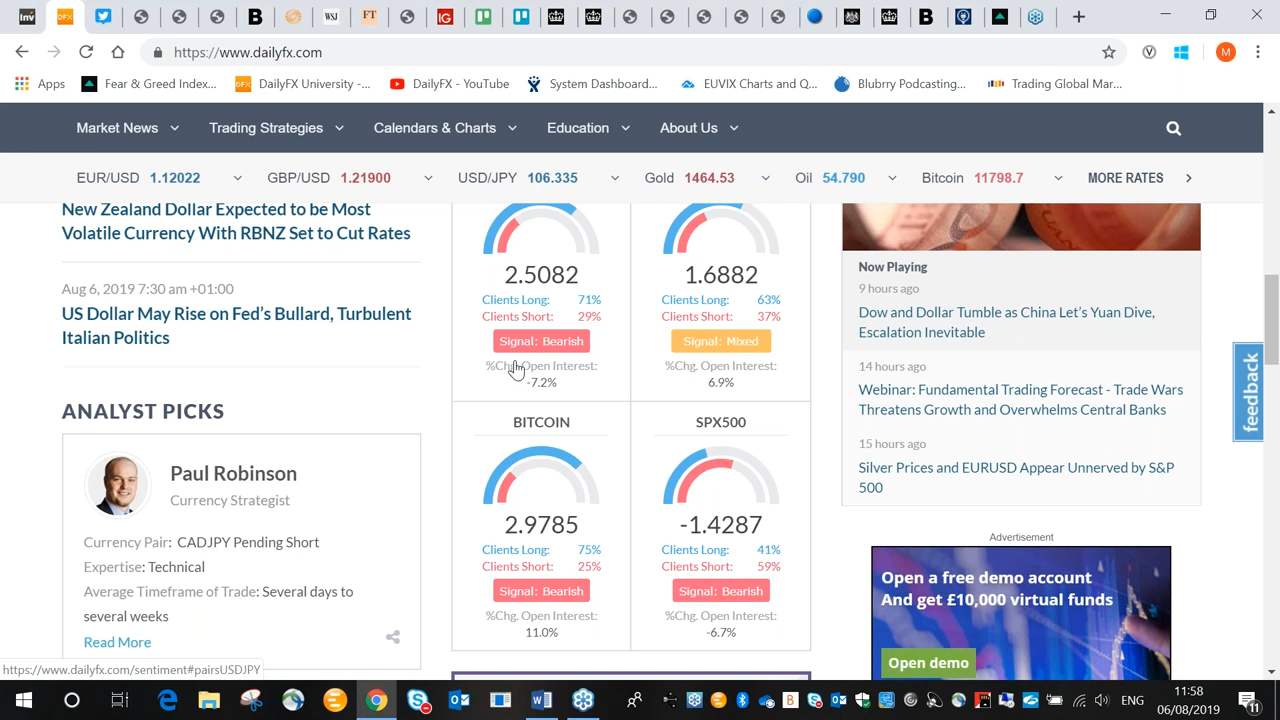 https://www.dailyfx.com
Apps
Fear & Greed Index...
DailyFX University -...
DailyFX - YouTube
System Dashboard...
EUVIX Charts and Q...
Blubrry Podcasting...
Trading Global Mar...
Market News
Trading Strategies
Calendars & Charts
Education
About Us
EUR/USD 1.12022
GBP/USD 1.21900
USD/JPY 106.335
Gold 1464.53
Oil 54.790
Bitcoin 11798.7
MORE RATES
New Zealand Dollar Expected to be Most
Volatile Currency With RBNZ Set to Cut Rates
Aug 6, 2019 7:30 am +01:00
US Dollar May Rise on Fed's Bullard, Turbulent
Italian Politics
ANALYST PICKS
Paul Robinson
Currency Strategist
Currency Pair: CADJPY Pending Short
Expertise: Technical
Average Timeframe of Trade: Several days to
several weeks
Read More
2.5082
Clients Long: 71%
Clients Short: 29%
Signal: Bearish
%Chg. Open Interest:
-7.2%
1.6882
Clients Long: 63%
Clients Short: 37%
Signal: Mixed
%Chg. Open Interest:
6.9%
BITCOIN
2.9785
Clients Long: 75%
Clients Short: 25%
Signal: Bearish
%Chg. Open Interest:
11.0%
SPX500
-1.4287
Clients Long: 41%
Clients Short: 59%
Signal: Bearish
%Chg. Open Interest:
-6.7%
Now Playing
9 hours ago
Dow and Dollar Tumble as China Let's Yuan Dive,
Escalation Inevitable
14 hours ago
Webinar: Fundamental Trading Forecast - Trade Wars
Threatens Growth and Overwhelms Central Banks
15 hours ago
Silver Prices and EURUSD Appear Unnerved by S&P
500
Advertisement
Open a free demo account
And get £10,000 virtual funds
Open demo
feedback
https://www.dailyfx.com/sentiment#pairsUSDJPY
ENG
11:58
06/08/2019